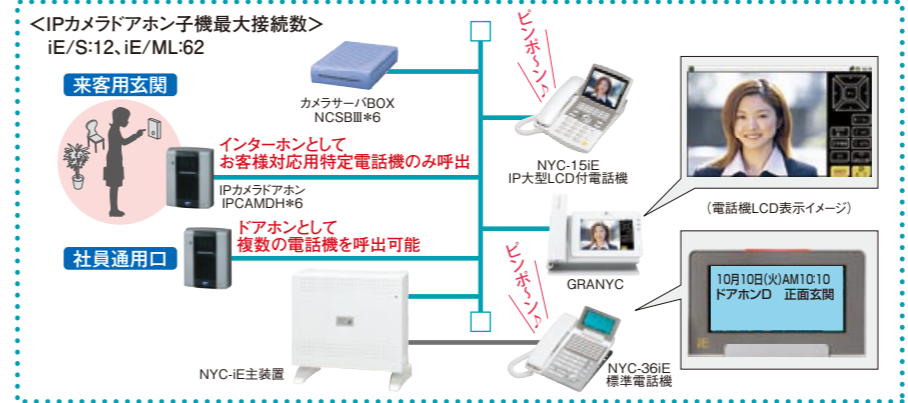 ＜IPカメラドアホン子機最大接続数＞
iE/S:12、iE/ML:62
来客用玄関
カメラサーバBOX
NCSBⅢ*6
インターホンとして
お客様対応用特定電話機のみ呼出
IPカメラドアホン
IPCAMDH*6
ドアホンとして
複数の電話機を呼出可能
社員通用口
NYC-iE主装置
ピンポ〜ン♪
NYC-15iE
IP大型LCD付電話機
（電話機LCD表示イメージ）
GRANYC
ピンポ〜ン♪
NYC-36iE
標準電話機
10月10日(火)AM10:10
ドアホンD　正面玄関
iE